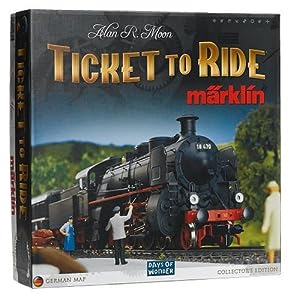 Alan R. Moon
TICKET TO RIDE
märklin
18 470
DAYS OF
WONDER
GERMAN MAP
COLLECTOR'S EDITION
TICKET TO RIDE
märklin